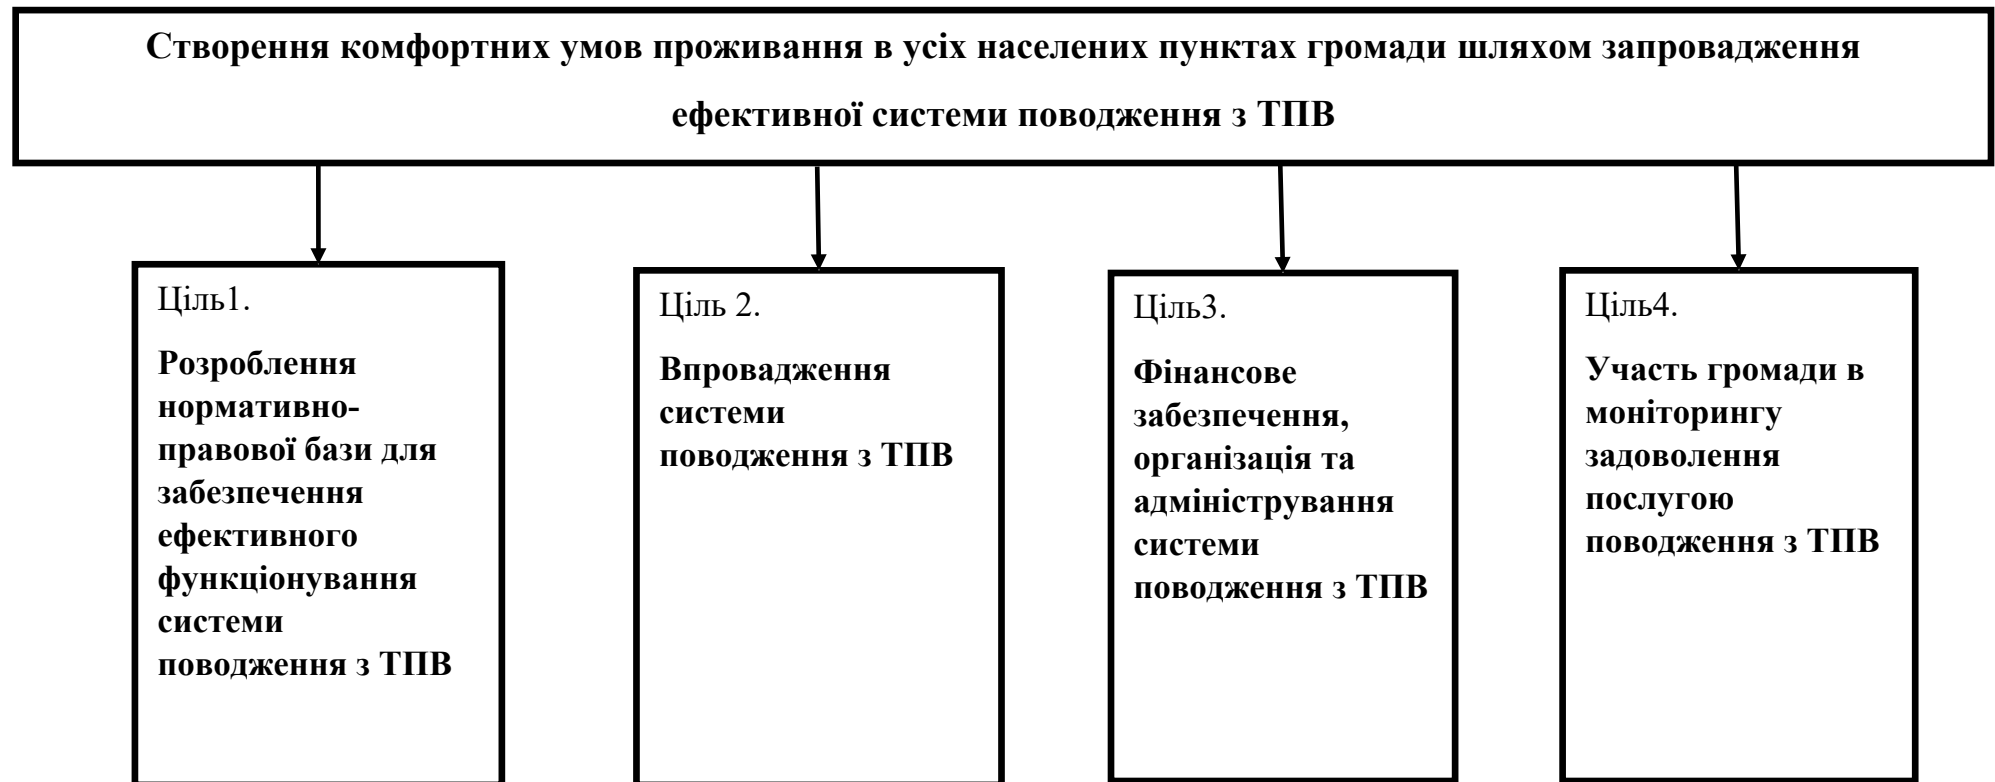 Створення комфортних умов проживання в усіх населених пунктах громади шляхом запровадження
ефективної системи поводження з ТПВ
Ціль1.
Розроблення
нормативно-
правової бази для
забезпечення
ефективного
функціонування
системи
поводження з ТПВ
Ціль 2.
Впровадження
системи
поводження з ТПВ
Ціль3.
Фінансове
забезпечення,
організація та
адміністрування
системи
поводження з ТПВ
Ціль4.
Участь громади в
моніторингу
задоволення
послугою
поводження з ТПВ